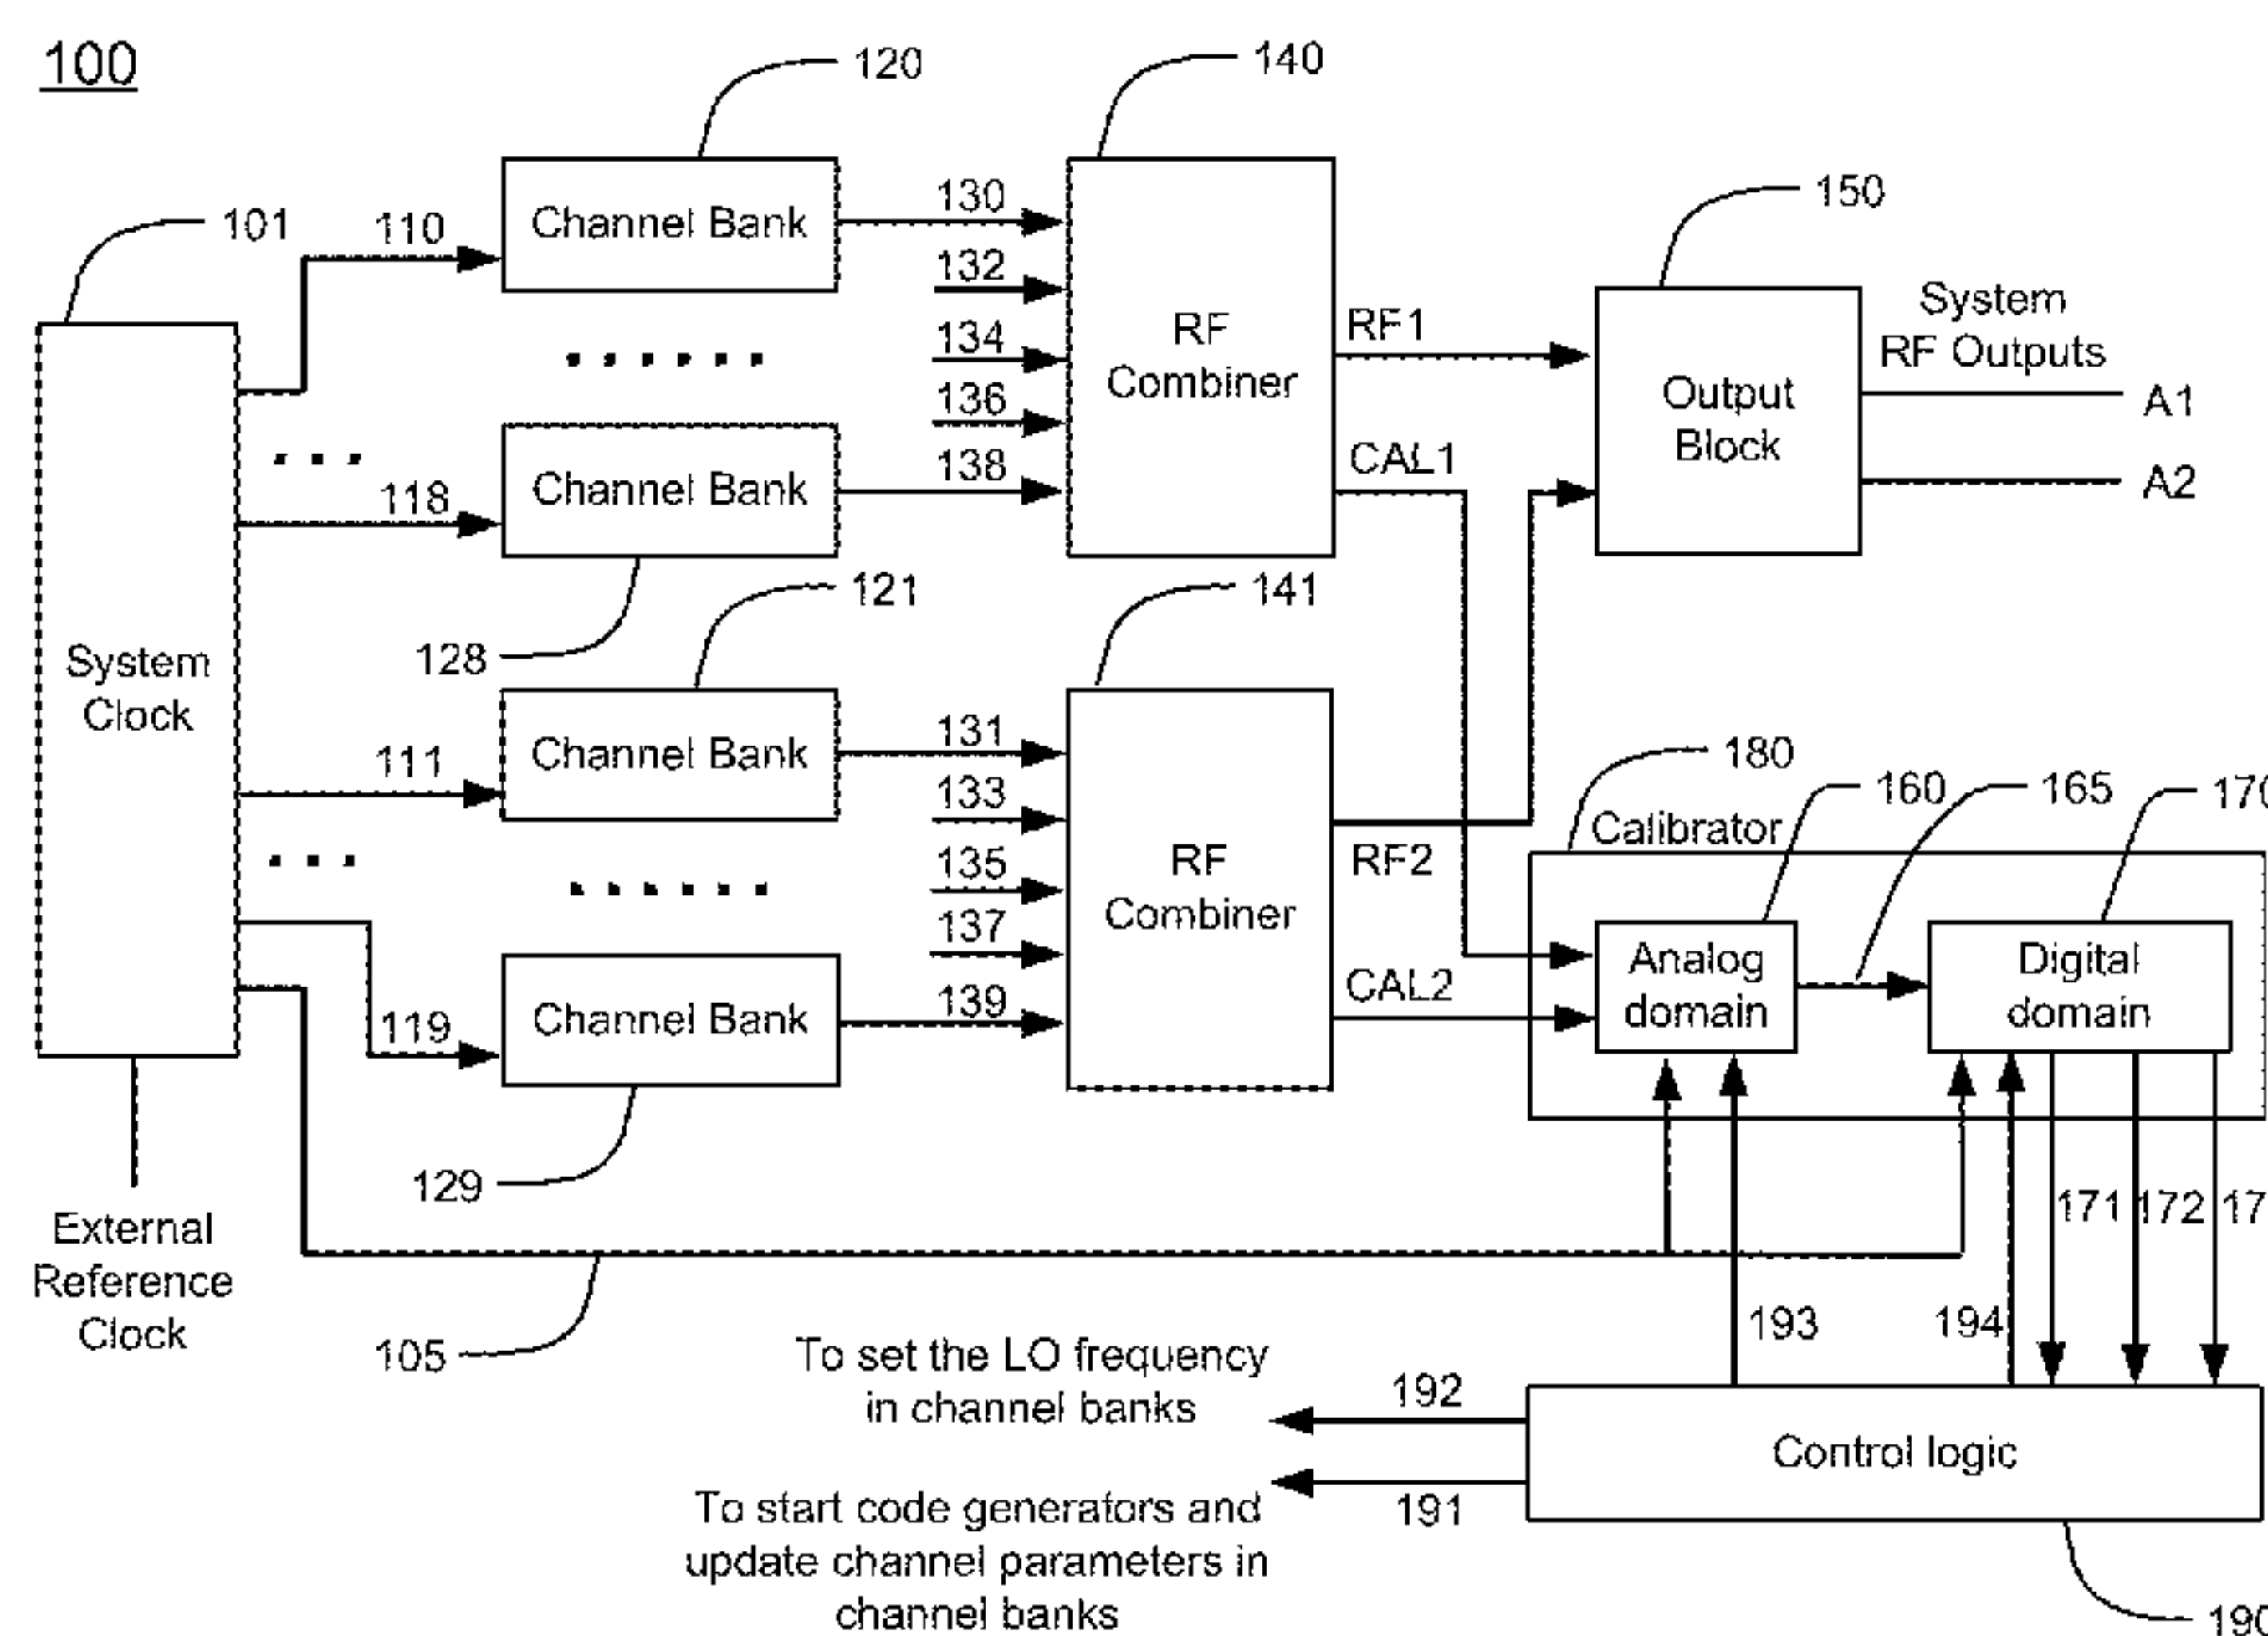 100
120
140
150
101
110
Channel Bank
130
132
134
136
138
RF
Combiner
RF1
CAL1
Output
Block
System
RF Outputs
A1
A2
118
Channel Bank
128
121
141
System
Clock
111
Channel Bank
131
133
135
137
139
RF
Combiner
RF2
CAL2
180
Calibrator
160
165
Analog
domain
Digital
domain
119
Channel Bank
129
External
Reference
Clock
105
171
172
193
194
To set the LO frequency
in channel banks
192
Control logic
To start code generators and
update channel parameters in
channel banks
191
190